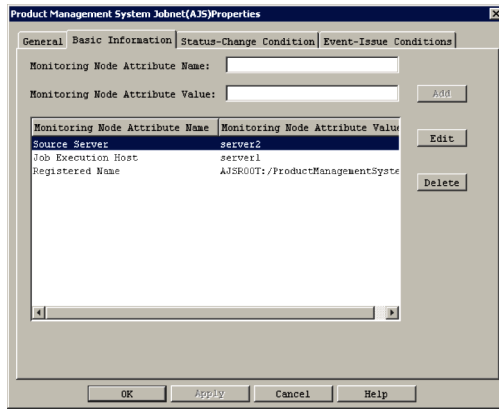 Product Management System Jobnet(AJS)Properties
General Basic Information Status-Change Condition Event-Issue Conditions
Monitoring Node Attribute Name:
Monitoring Node Attribute Value: Add
Monitoring Node Attribute Name Monitoring Node Attribute Value
Edit
Source Server server2
Job Execution Host server1
Registered Name AJSROOT:/ProductManagementSyste
Delete
OK Apply Cancel Help